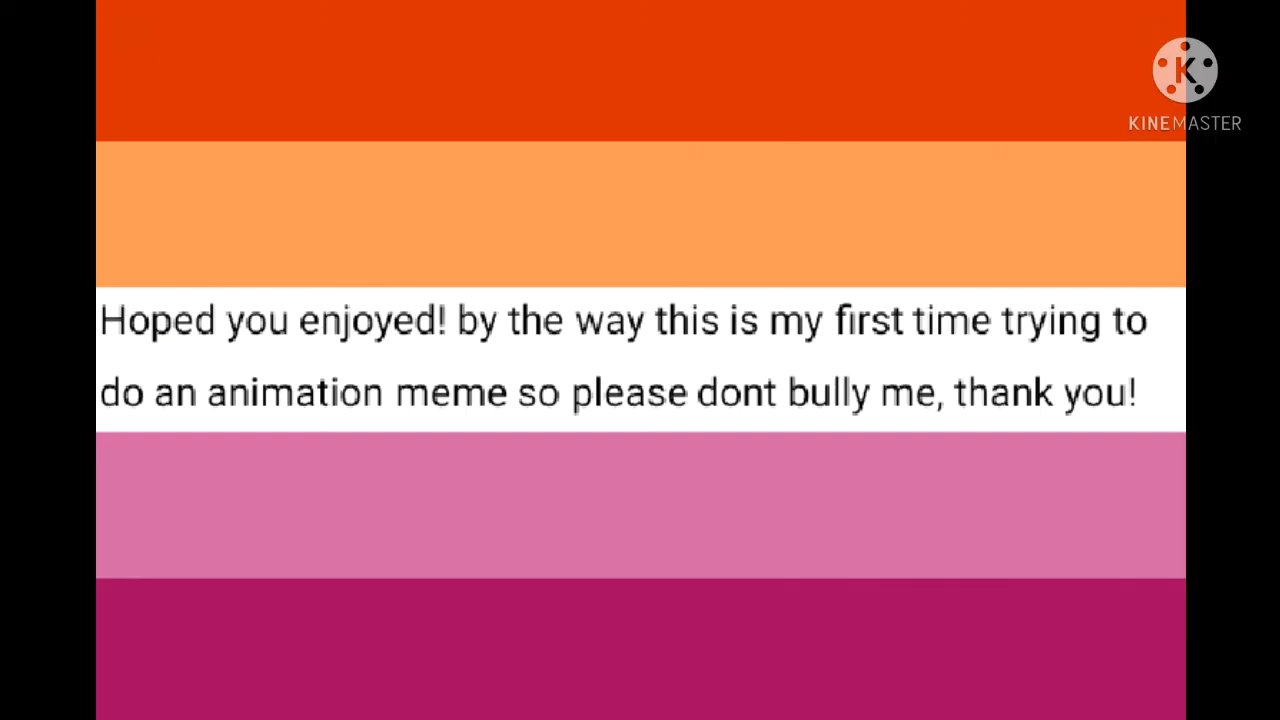 KINEMASTER
Hoped you enjoyed! by the way this is my first time trying to
do an animation meme so please dont bully me, thank you!